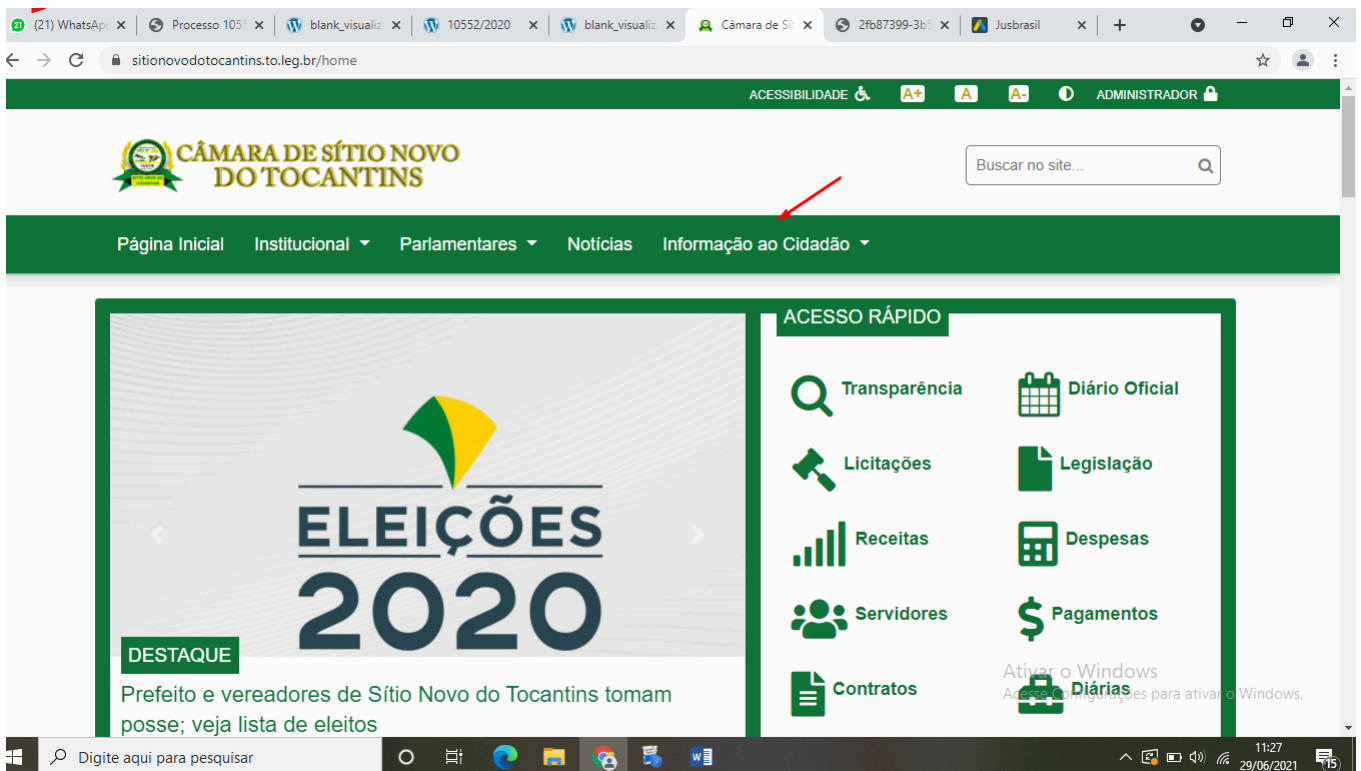 (21) WhatsAp
Processo 105
blank_visualiz
10552/2020
blank_visualiz
Câmara de Sít
2fb87399-3b5
Jusbrasil
sitionovodotocantins.to.leg.br/home
ACESSIBILIDADE A+ A A- ADMINISTRADOR
CÂMARA DE SÍTIO NOVO
DO TOCANTINS
Buscar no site...
Página Inicial Institucional Parlamentares Notícias Informação ao Cidadão
ELEIÇÕES
2020
DESTAQUE
Prefeito e vereadores de Sítio Novo do Tocantins tomam
posse; veja lista de eleitos
ACESSO RÁPIDO
Transparência Diário Oficial
Licitações Legislação
Receitas Despesas
Servidores Pagamentos
Contratos Diárias
Ativar o Windows
Acesse Configurações para ativar o Windows.
Digite aqui para pesquisar
11:27
29/06/2021
15